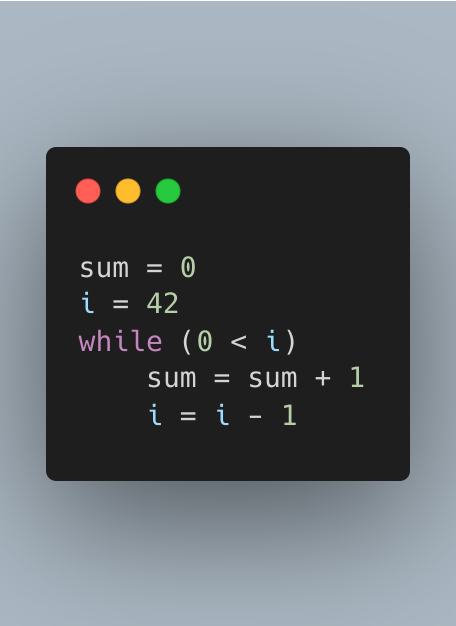 sum = 0
i = 42
while (0 < i)
    sum = sum + 1
    i = i - 1